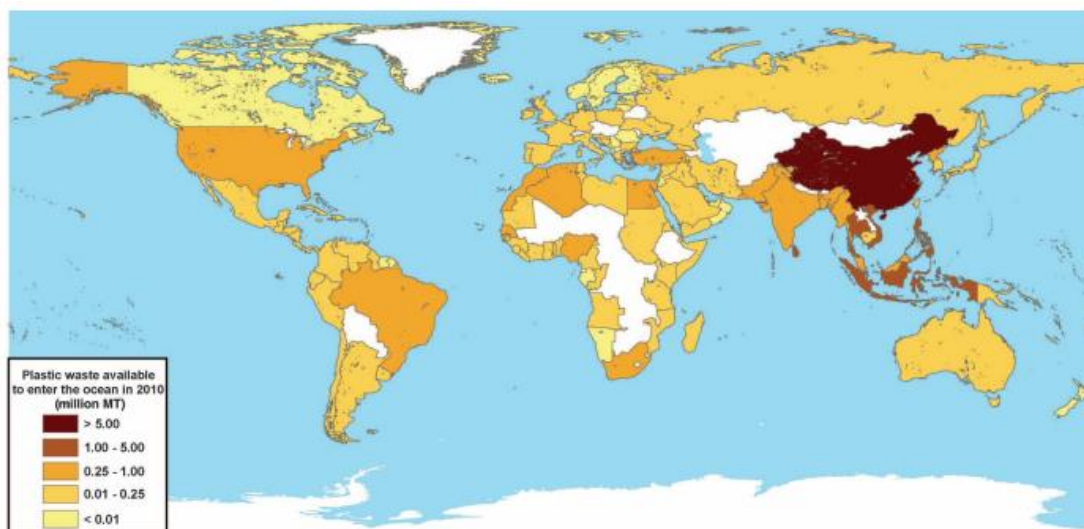 Plastic waste available
to enter the ocean in 2010
(million MT)
> 5.00
1.00 - 5.00
0.25 - 1.00
0.01 - 0.25
< 0.01